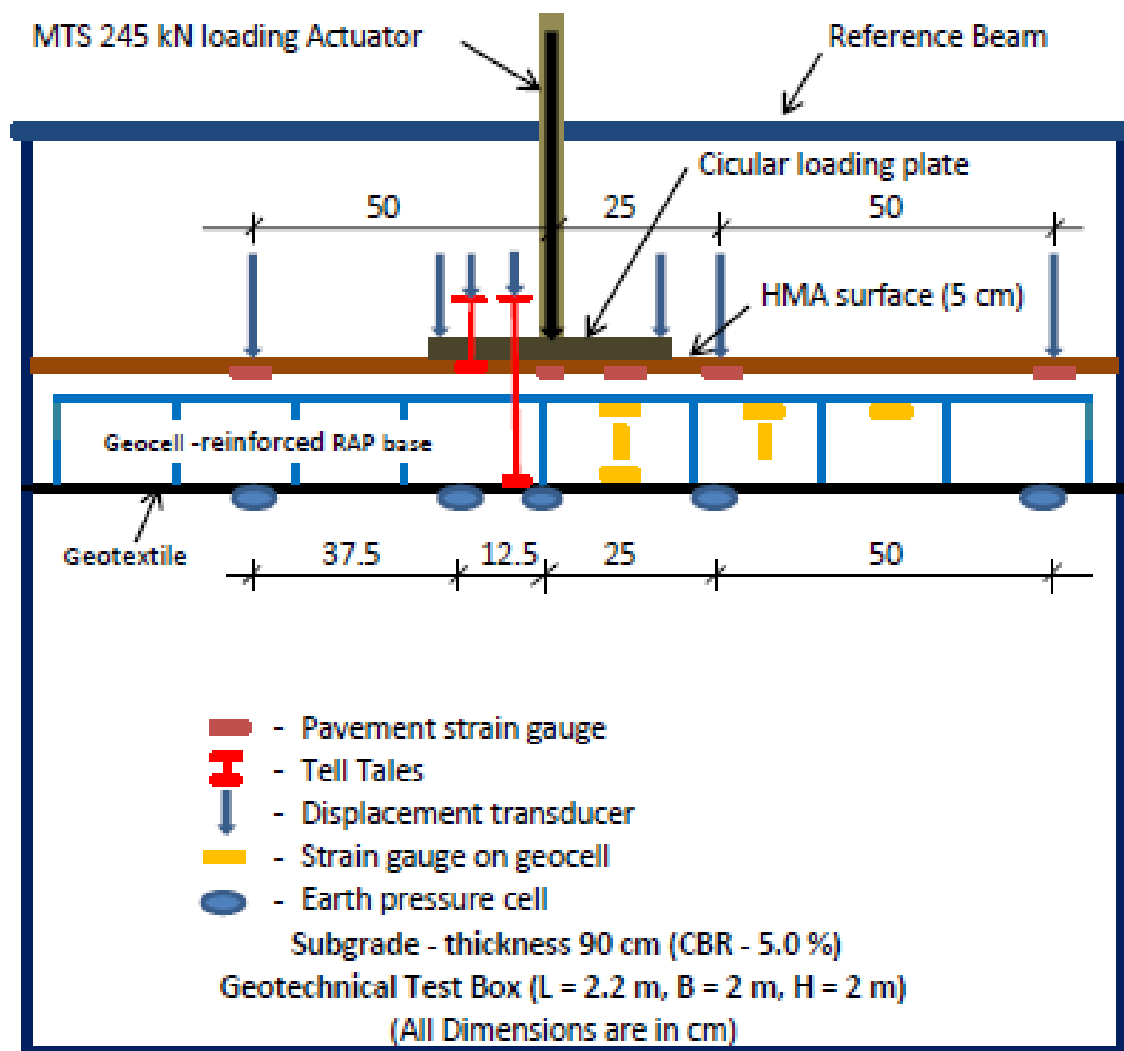 MTS 245 kN loading Actuator
Reference Beam
Cicular loading plate
50
25
50
HMA surface (5 cm)
Geocell -reinforced RAP base
Geotextile
37.5
12.5
25
50
- Pavement strain gauge
- Tell Tales
- Displacement transducer
- Strain gauge on geocell
- Earth pressure cell
Subgrade - thickness 90 cm (CBR - 5.0 %)
Geotechnical Test Box (L = 2.2 m, B = 2 m, H = 2 m)
(All Dimensions are in cm)